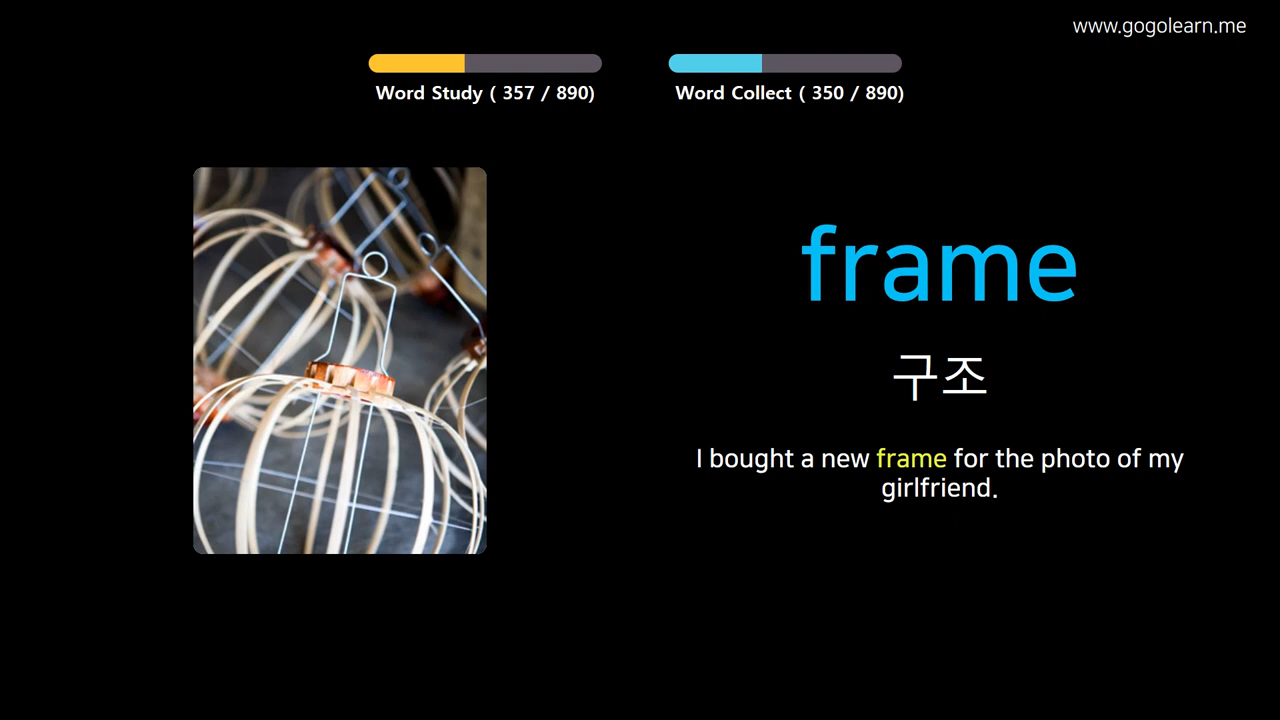 www.gogolearn.me
Word Study ( 357 / 890)
Word Collect ( 350 / 890)
frame
구조
I bought a new frame for the photo of my
girlfriend.